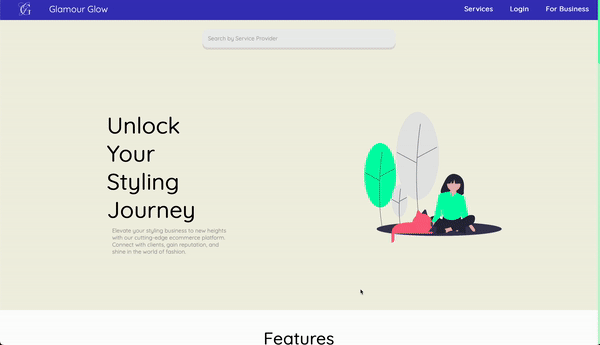 Glamour Glow
Services Login For Business
Search by Service Provider
Unlock
Your
Styling
Journey
Elevate your styling business to new heights
with our cutting-edge ecommerce platform.
Connect with clients, gain reputation, and
shine in the world of fashion.
Features